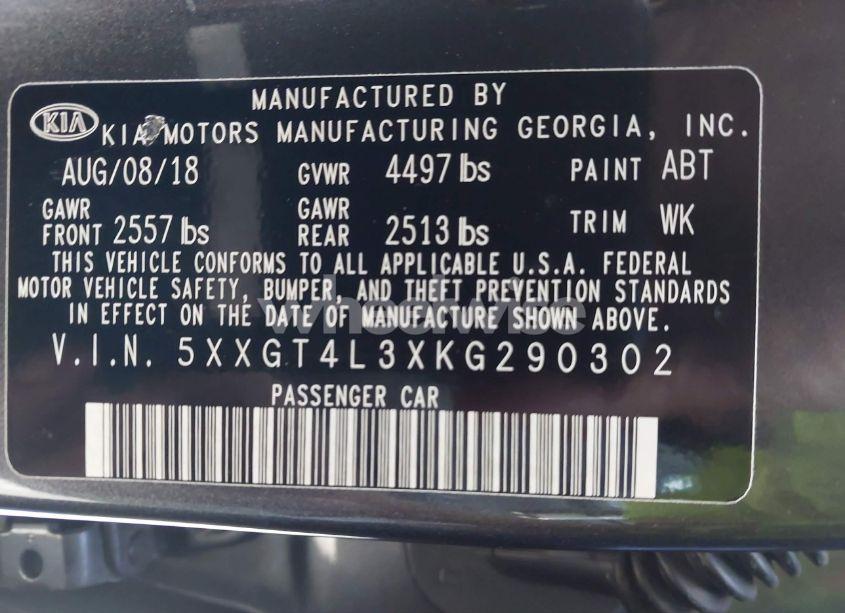 MANUFACTURED BY
KIA KIA MOTORS MANUFACTURING GEORGIA, INC.
AUG/08/18 GVWR 4497 lbs PAINT ABT
GAWR FRONT 2557 lbs GAWR REAR 2513 lbs TRIM WK
THIS VEHICLE CONFORMS TO ALL APPLICABLE U.S.A. FEDERAL
MOTOR VEHICLE SAFETY, BUMPER, AND THEFT PREVENTION STANDARDS
IN EFFECT ON THE DATE OF MANUFACTURE SHOWN ABOVE.
wheelwise
V.I.N. 5XXGT4L3XKG290302
PASSENGER CAR